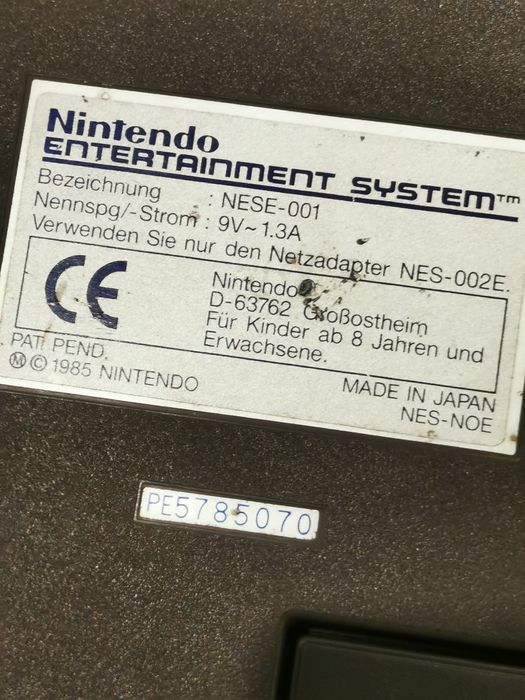 Nintendo
ENTERTAINMENT SYSTEM™
Bezeichnung : NESE-001
Nennspg/-Strom : 9V~1.3A
Verwenden Sie nur den Netzadapter NES-002E.
CE
Nintendo
D-63762 Großostheim
Für Kinder ab 8 Jahren und
Erwachsene.
PAT. PEND.
Ⓜ © 1985 NINTENDO
MADE IN JAPAN
NES-NOE
PE5785070